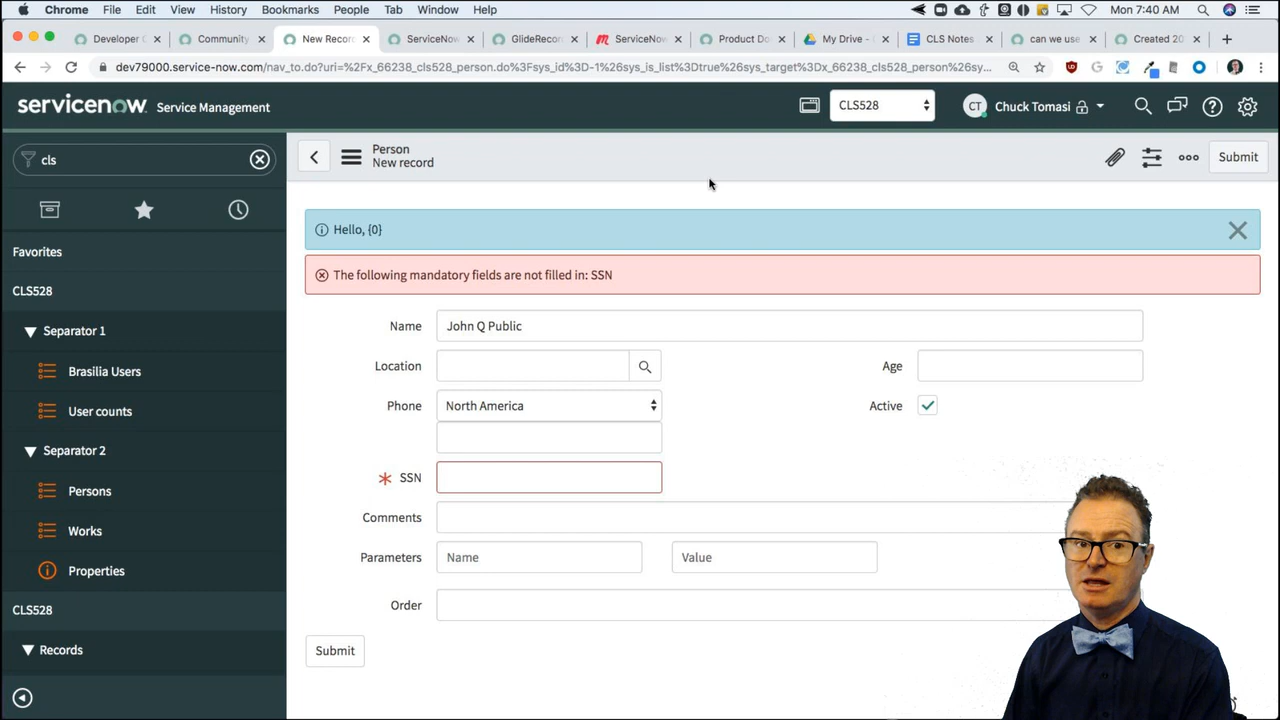 Chrome File Edit View History Bookmarks People Tab Window Help Mon 7:40 AM
Developer C Community New Record ServiceNow GlideRecor ServiceNow Product Do My Drive - CLS Notes can we use Created 20
dev79000.service-now.com/nav_to.do?uri=%2Fx_66238_cls528_person.do%3Fsys_id%3D-1%26sys_is_list%3Dtrue%26sys_target%3Dx_66238_cls528_person%26sy...
servicenow Service Management CLS528 CT Chuck Tomasi
cls
Person
New record
Submit
Hello, {0}
Favorites
The following mandatory fields are not filled in: SSN
CLS528
Separator 1
Name John Q Public
Brasilia Users
Location Age
User counts
Phone North America Active
Separator 2
SSN
Persons
Comments
Works
Parameters Name Value
Properties
Order
CLS528
Records
Submit